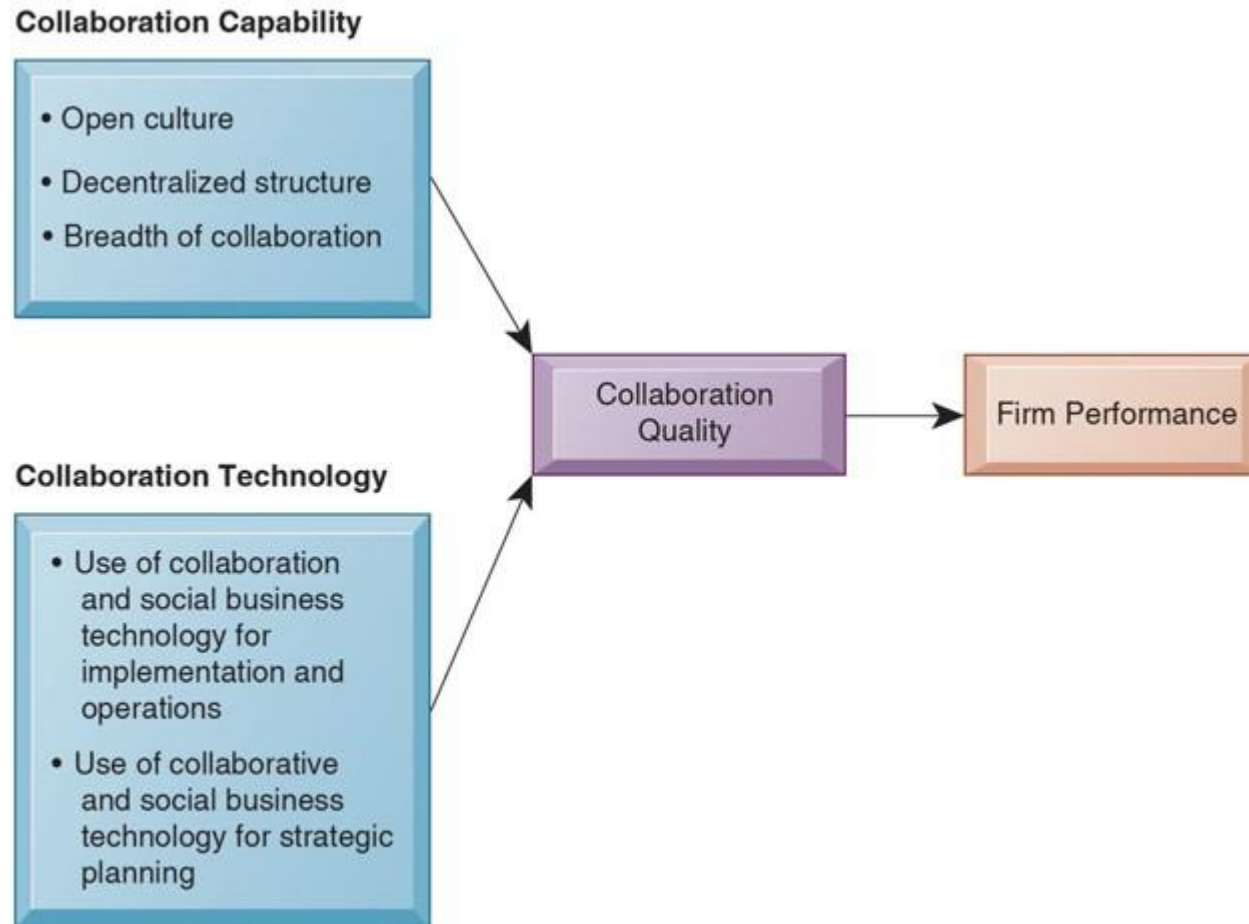 Collaboration Capability
• Open culture
• Decentralized structure
• Breadth of collaboration
Collaboration
Quality
Firm Performance
Collaboration Technology
• Use of collaboration
and social business
technology for
implementation and
operations
• Use of collaborative
and social business
technology for strategic
planning